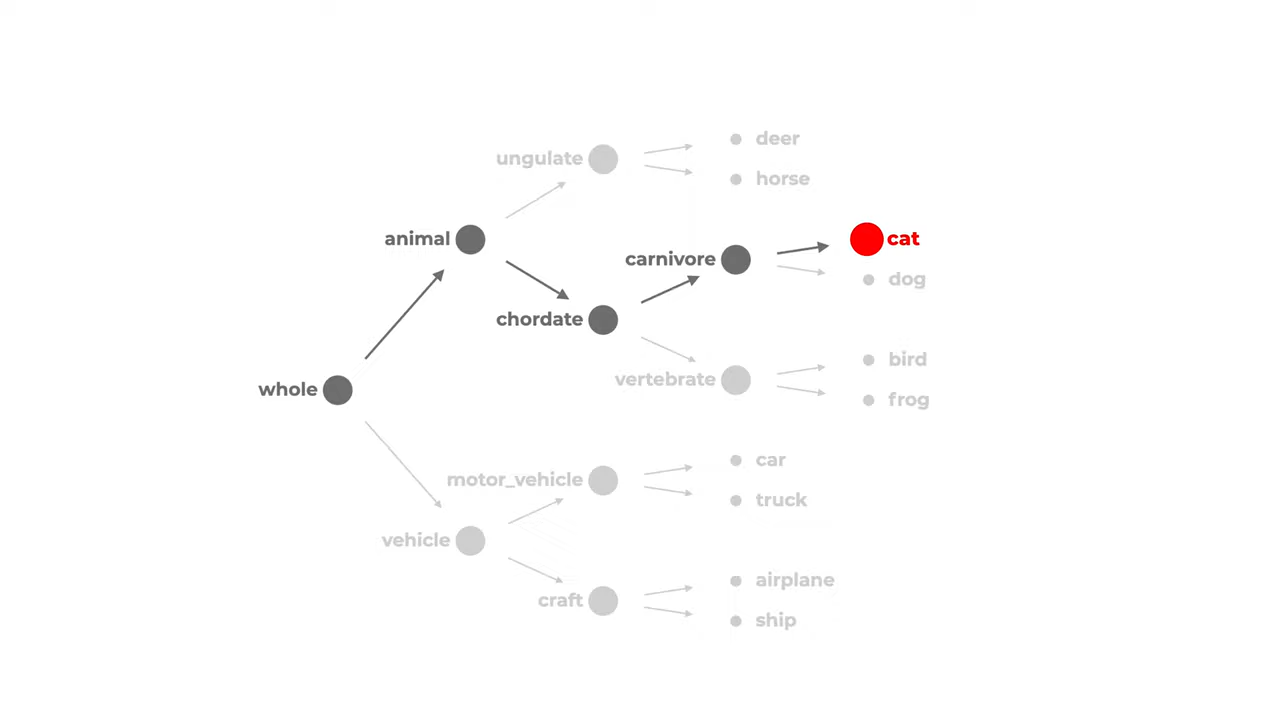 deer
ungulate
horse
animal
cat
carnivore
dog
chordate
bird
vertebrate
whole
frog
car
motor_vehicle
truck
vehicle
airplane
craft
ship